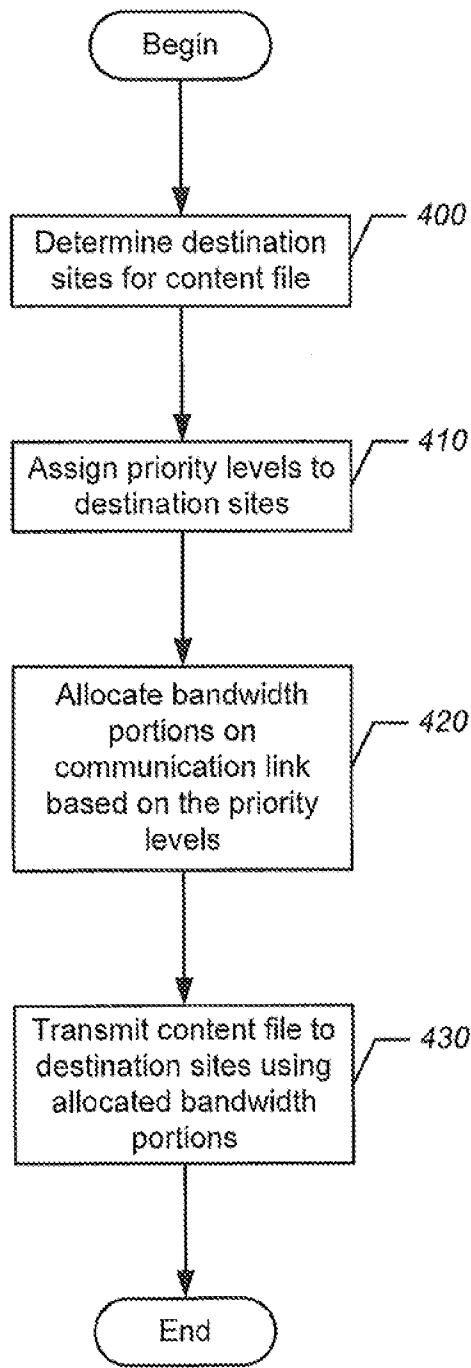 Begin
400
Determine destination
sites for content file
410
Assign priority levels to
destination sites
Allocate bandwidth
portions on
420
communication link
based on the priority
levels
Transmit content file to
430
destination sites using
allocated bandwidth
portions
End